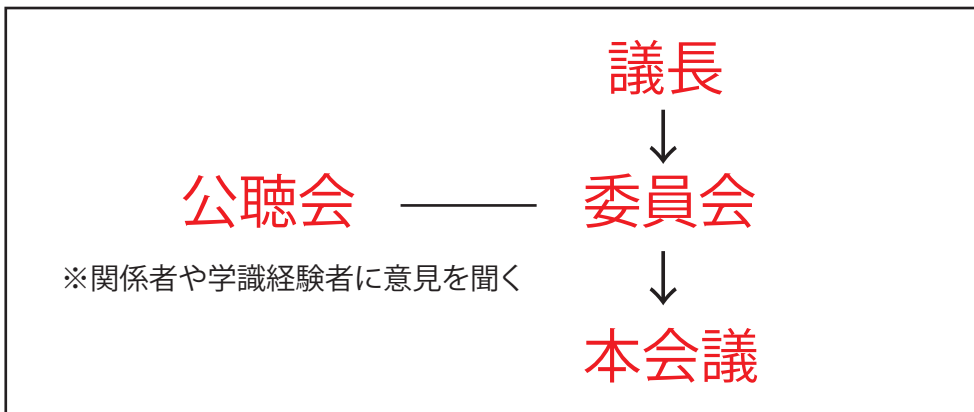 議長
↓
公聴会 ― 委員会
※関係者や学識経験者に意見を聞く
↓
本会議